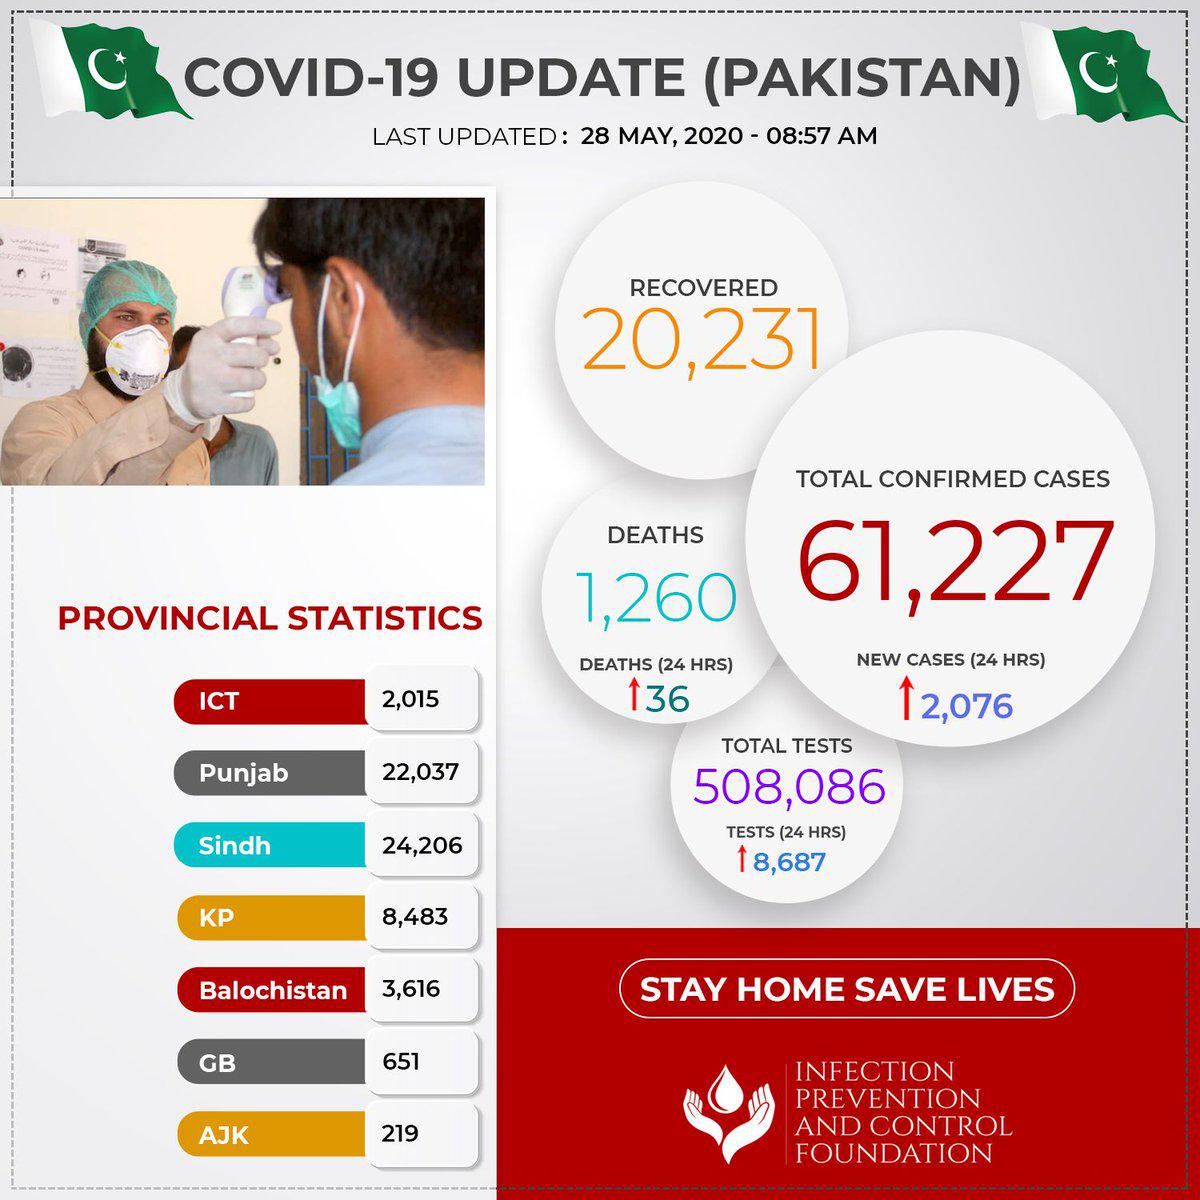 COVID-19 UPDATE (PAKISTAN)
LAST UPDATED : 28 MAY, 2020 - 08:57 AM
COVID-19
RECOVERED
20,231
TOTAL CONFIRMED CASES
61,227
NEW CASES (24 HRS)
2,076
DEATHS
1,260
DEATHS (24 HRS)
36
TOTAL TESTS
508,086
TESTS (24 HRS)
8,687
PROVINCIAL STATISTICS
ICT 2,015
Punjab 22,037
Sindh 24,206
KP 8,483
Balochistan 3,616
GB 651
AJK 219
STAY HOME SAVE LIVES
INFECTION
PREVENTION
AND CONTROL
FOUNDATION